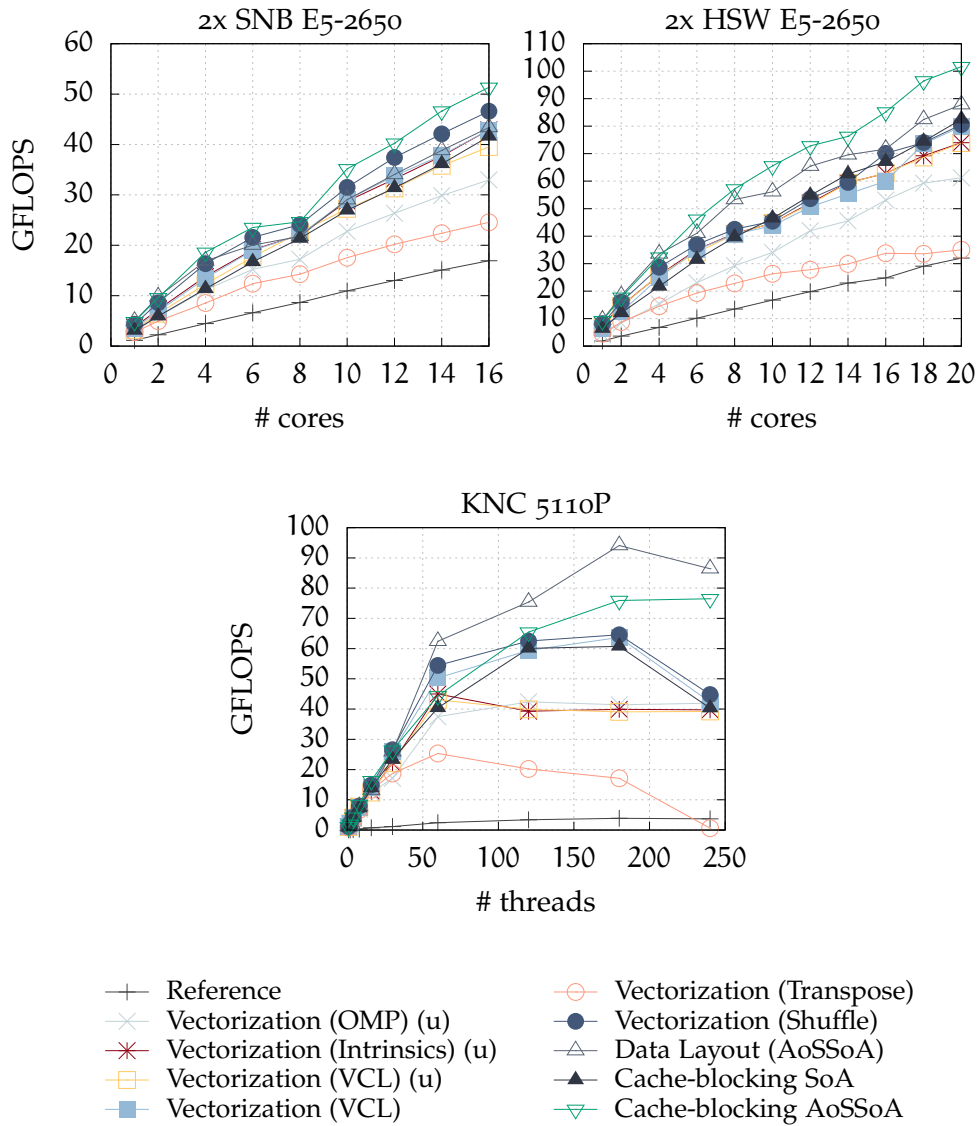 2x SNB E5-2650
60
50
40
30
20
10
0
GFLOPS
0 2 4 6 8 10 12 14 16
# cores
2x HSW E5-2650
110
100
90
80
70
60
50
40
30
20
10
0
0 2 4 6 8 10 12 14 16 18 20
# cores
KNC 5110P
100
90
80
70
60
50
40
30
20
10
0
GFLOPS
0 50 100 150 200 250
# threads
Reference
Vectorization (OMP) (u)
Vectorization (Intrinsics) (u)
Vectorization (VCL) (u)
Vectorization (VCL)
Vectorization (Transpose)
Vectorization (Shuffle)
Data Layout (AoSSoA)
Cache-blocking SoA
Cache-blocking AoSSoA